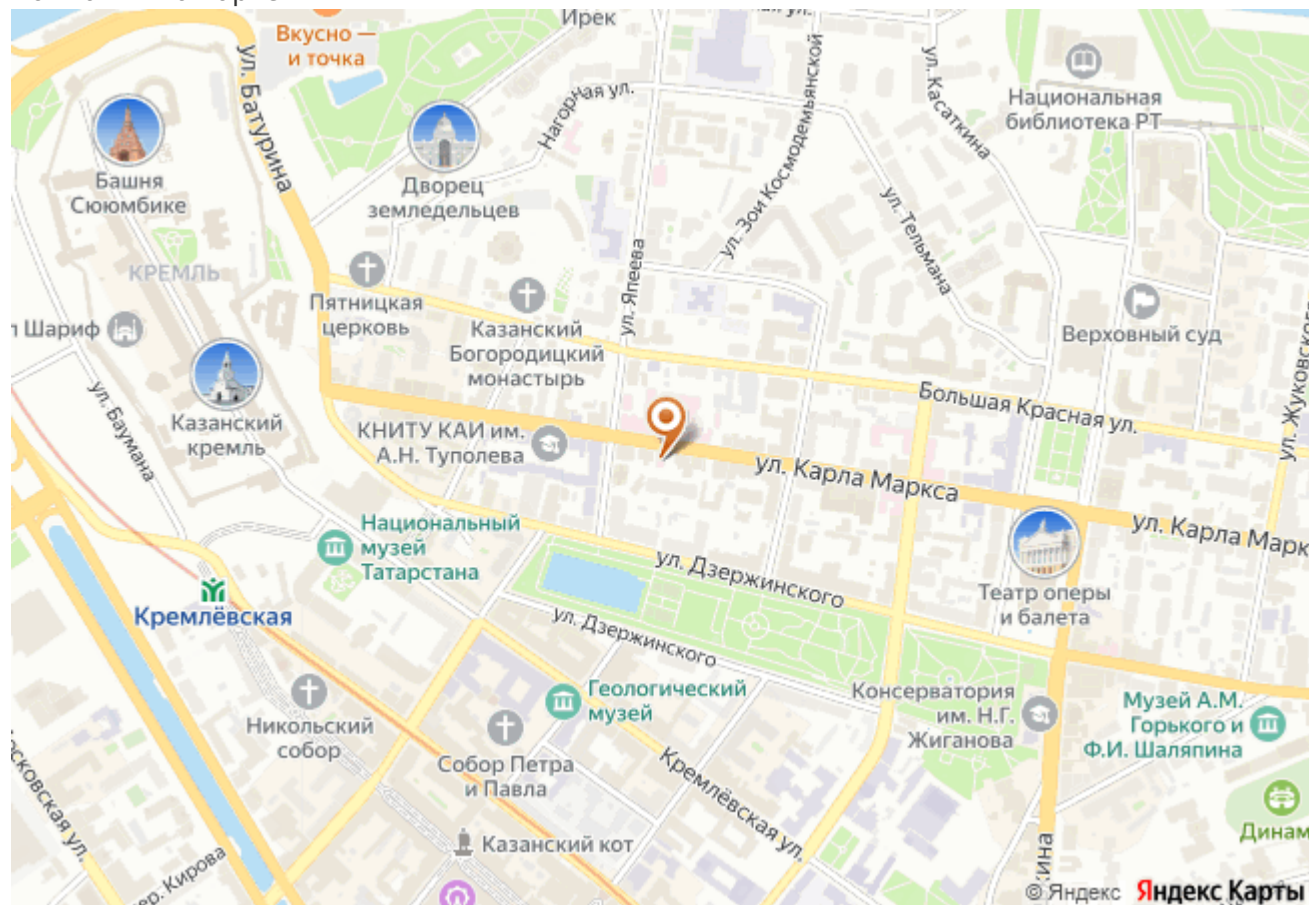 Ирек
Вкусно —
и точка
ул. Батурина
Нагорная ул.
ул. Зои Космодемьянской
ул. Касаткина
Национальная
библиотека РТ
Башня
Сююмбике
Дворец
земледельцев
ул. Тельмана
КРЕМЛЬ
ул. Япеева
Пятницкая
церковь
Казанский
Богородицкий
монастырь
Шариф
Верховный суд
ул. Баумана
Казанский
кремль
Большая Красная ул.
КНИТУ КАИ им.
А.Н. Туполева
ул. Карла Маркса
ул. Карла Марк
Национальный
музей
Татарстана
ул. Дзержинского
Театр оперы
и балета
Кремлёвская
ул. Дзержинского
Геологический
музей
Консерватория
им. Н.Г.
Жиганова
Музей А.М.
Горького и
Ф.И. Шаляпина
Никольский
собор
Собор Петра
и Павла
Кремлёвская ул.
осковская ул.
Казанский кот
Динам
ер. Кирова
кина
© Яндекс Яндекс Карты